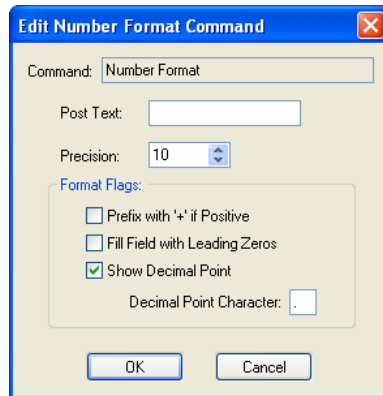 Edit Number Format Command
Command: Number Format
Post Text:
Precision: 10
Format Flags:
Prefix with '+' if Positive
Fill Field with Leading Zeros
Show Decimal Point
Decimal Point Character: .
OK Cancel